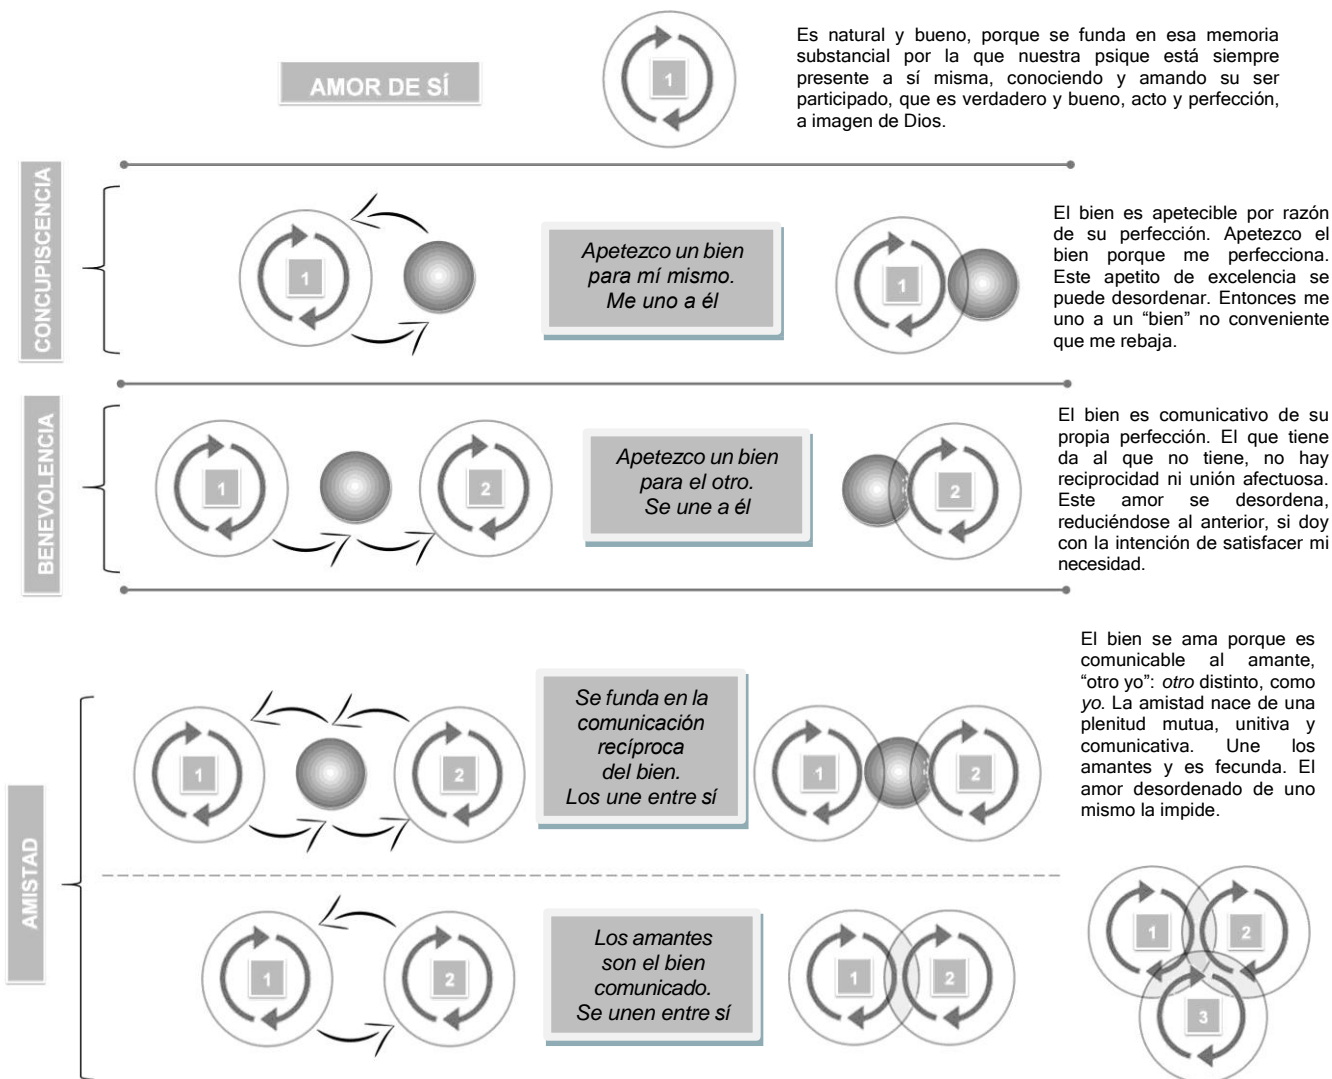 AMOR DE SÍ
1
Es natural y bueno, porque se funda en esa memoria
substancial por la que nuestra psique está siempre
presente a sí misma, conociendo y amando su ser
participado, que es verdadero y bueno, acto y perfección,
a imagen de Dios.
CONCUPISCENCIA
1
Apetezco un bien
para mí mismo.
Me uno a él
1
El bien es apetecible por razón
de su perfección. Apetezco el
bien porque me perfecciona.
Este apetito de excelencia se
puede desordenar. Entonces me
uno a un “bien” no conveniente
que me rebaja.
BENEVOLENCIA
1
2
Apetezco un bien
para el otro.
Se une a él
2
El bien es comunicativo de su
propia perfección. El que tiene
da al que no tiene, no hay
reciprocidad ni unión afectuosa.
Este amor se desordena,
reduciéndose al anterior, si doy
con la intención de satisfacer mi
necesidad.
AMISTAD
1
2
Se funda en la
comunicación
recíproca
del bien.
Los une entre sí
1
2
El bien se ama porque es
comunicable al amante,
“otro yo”: otro distinto, como
yo. La amistad nace de una
plenitud mutua, unitiva y
comunicativa. Une los
amantes y es fecunda. El
amor desordenado de uno
mismo la impide.
1
2
Los amantes
son el bien
comunicado.
Se unen entre sí
1
2
1
2
3